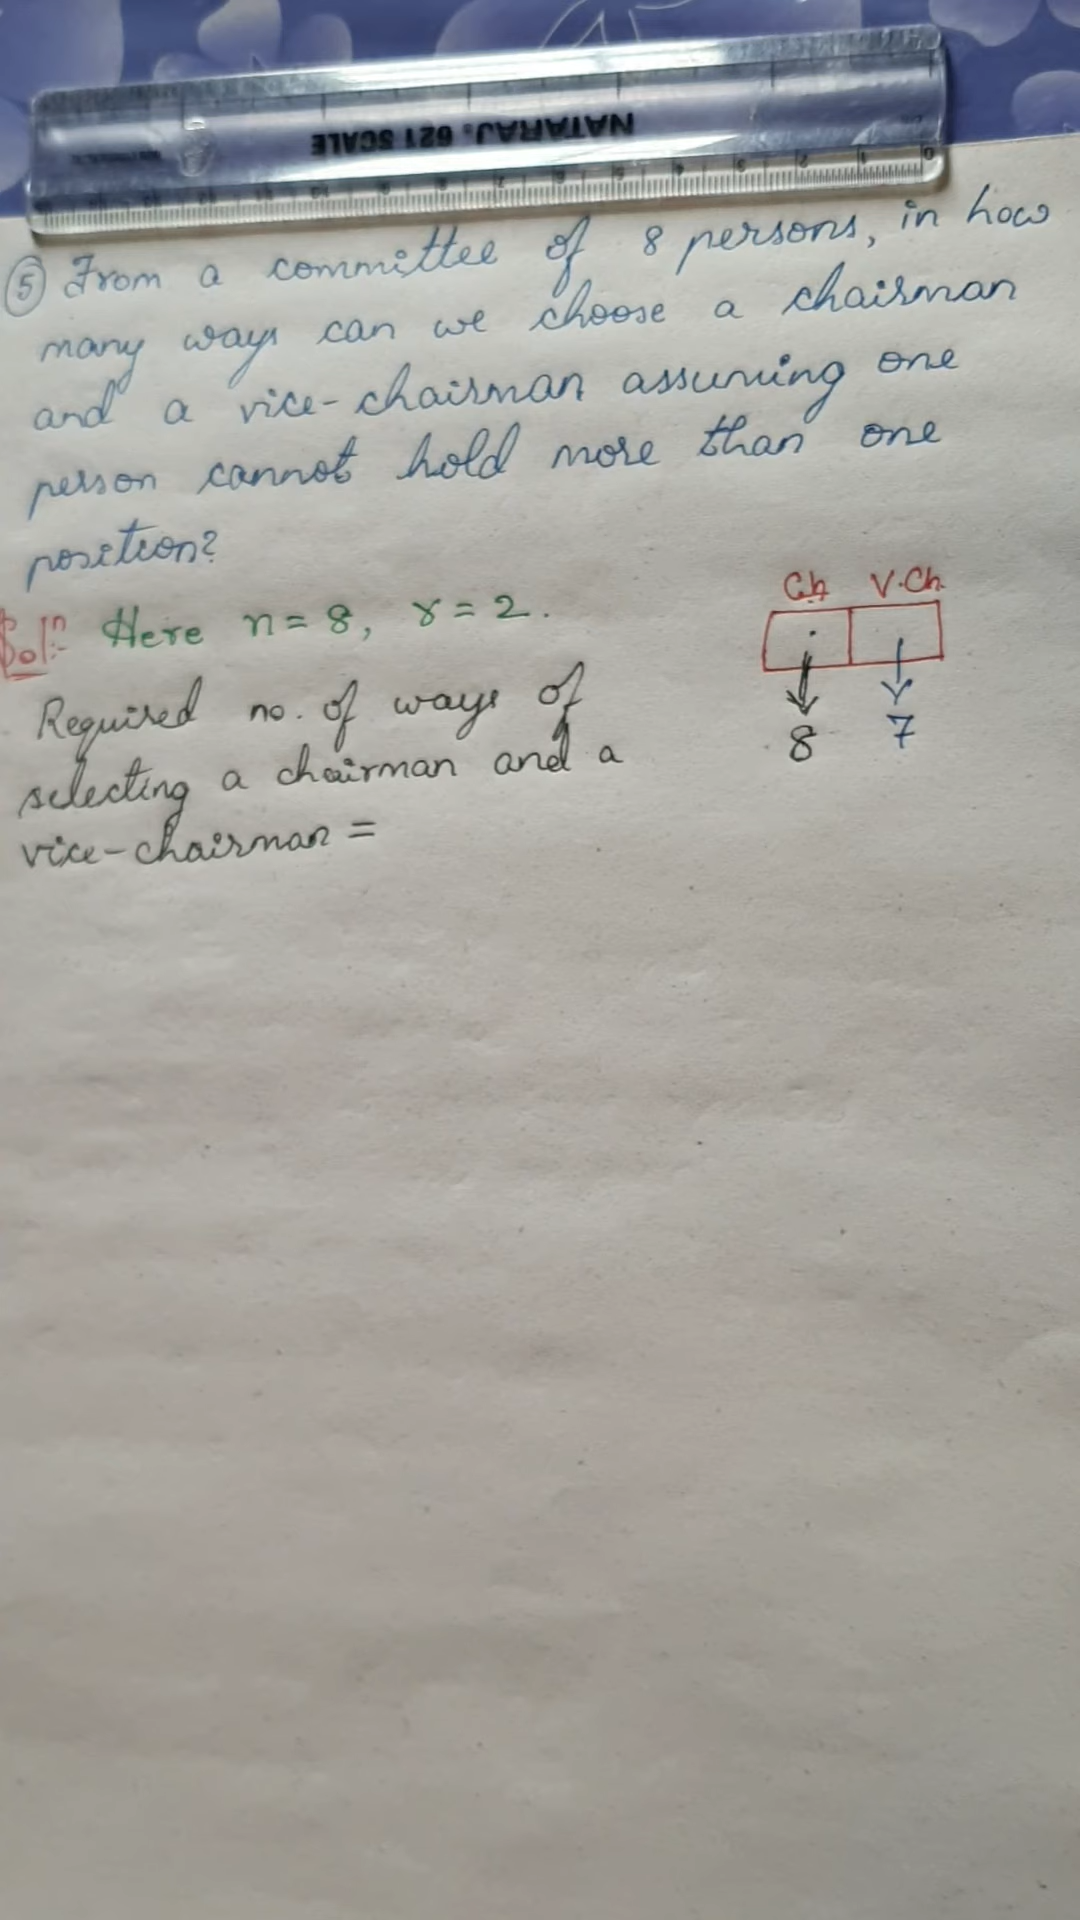 NATARAJ. 621 SCALE
⑤ From a committee of 8 persons, in how
many ways can we choose a chairman
and a vice-chairman assuming one
person cannot hold more than one
position?
Solⁿ:- Here n = 8, r = 2.
Ch V.Ch.
8 7
Required no. of ways of
selecting a chairman and a
vice-chairman =